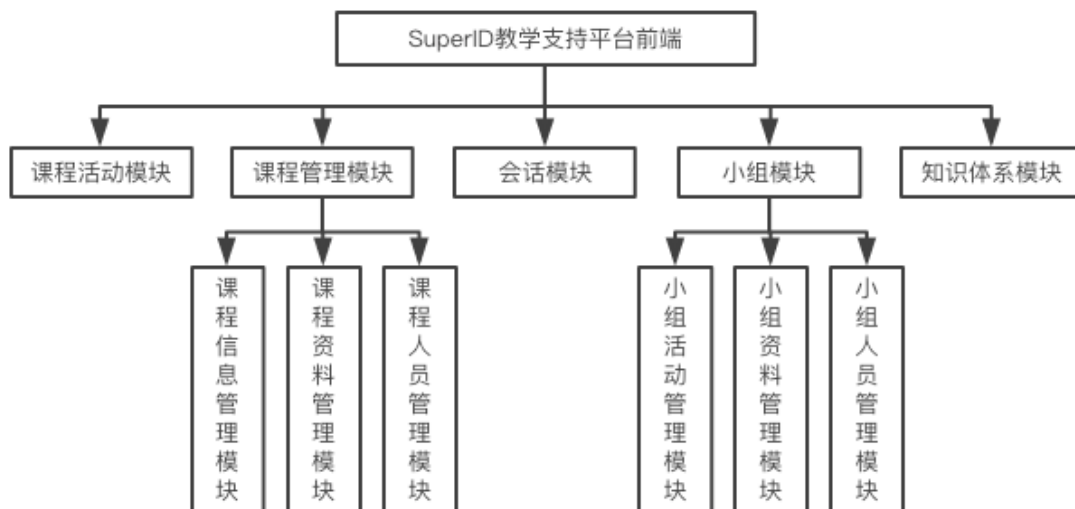 SuperID教学支持平台前端
课程活动模块
课程管理模块
会话模块
小组模块
知识体系模块
课程信息管理模块
课程资料管理模块
课程人员管理模块
小组活动管理模块
小组资料管理模块
小组人员管理模块